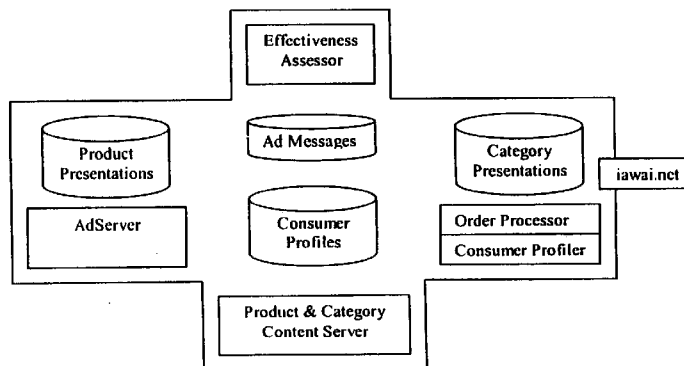 Effectiveness
Assessor
Product
Presentations
Ad Messages
Category
Presentations
iawai.net
AdServer
Consumer
Profiles
Order Processor
Consumer Profiler
Product & Category
Content Server